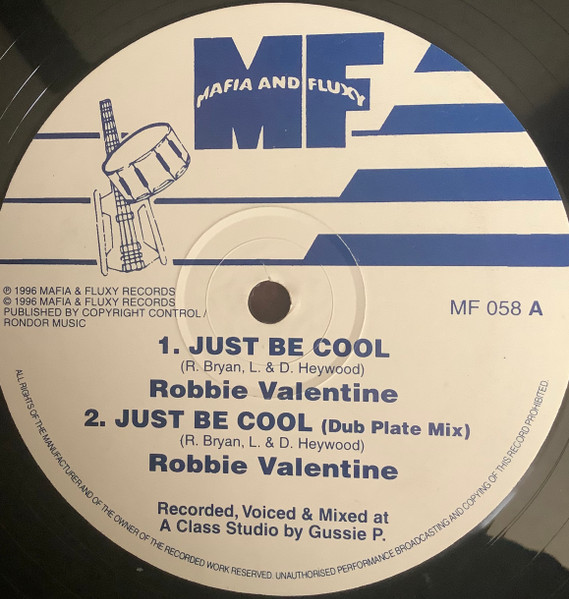 MF
MAFIA AND FLUXY
℗ 1996 MAFIA & FLUXY RECORDS
© 1996 MAFIA & FLUXY RECORDS
PUBLISHED BY COPYRIGHT CONTROL /
RONDOR MUSIC
MF 058 A
1. JUST BE COOL
(R. Bryan, L. & D. Heywood)
Robbie Valentine
2. JUST BE COOL (Dub Plate Mix)
(R. Bryan, L. & D. Heywood)
Robbie Valentine
Recorded, Voiced & Mixed at
A Class Studio by Gussie P.
ALL RIGHTS OF THE MANUFACTURER AND OF THE OWNER OF THE RECORDED WORK RESERVED. UNAUTHORISED PERFORMANCE BROADCASTING AND COPYING OF THIS RECORD PROHIBITED.